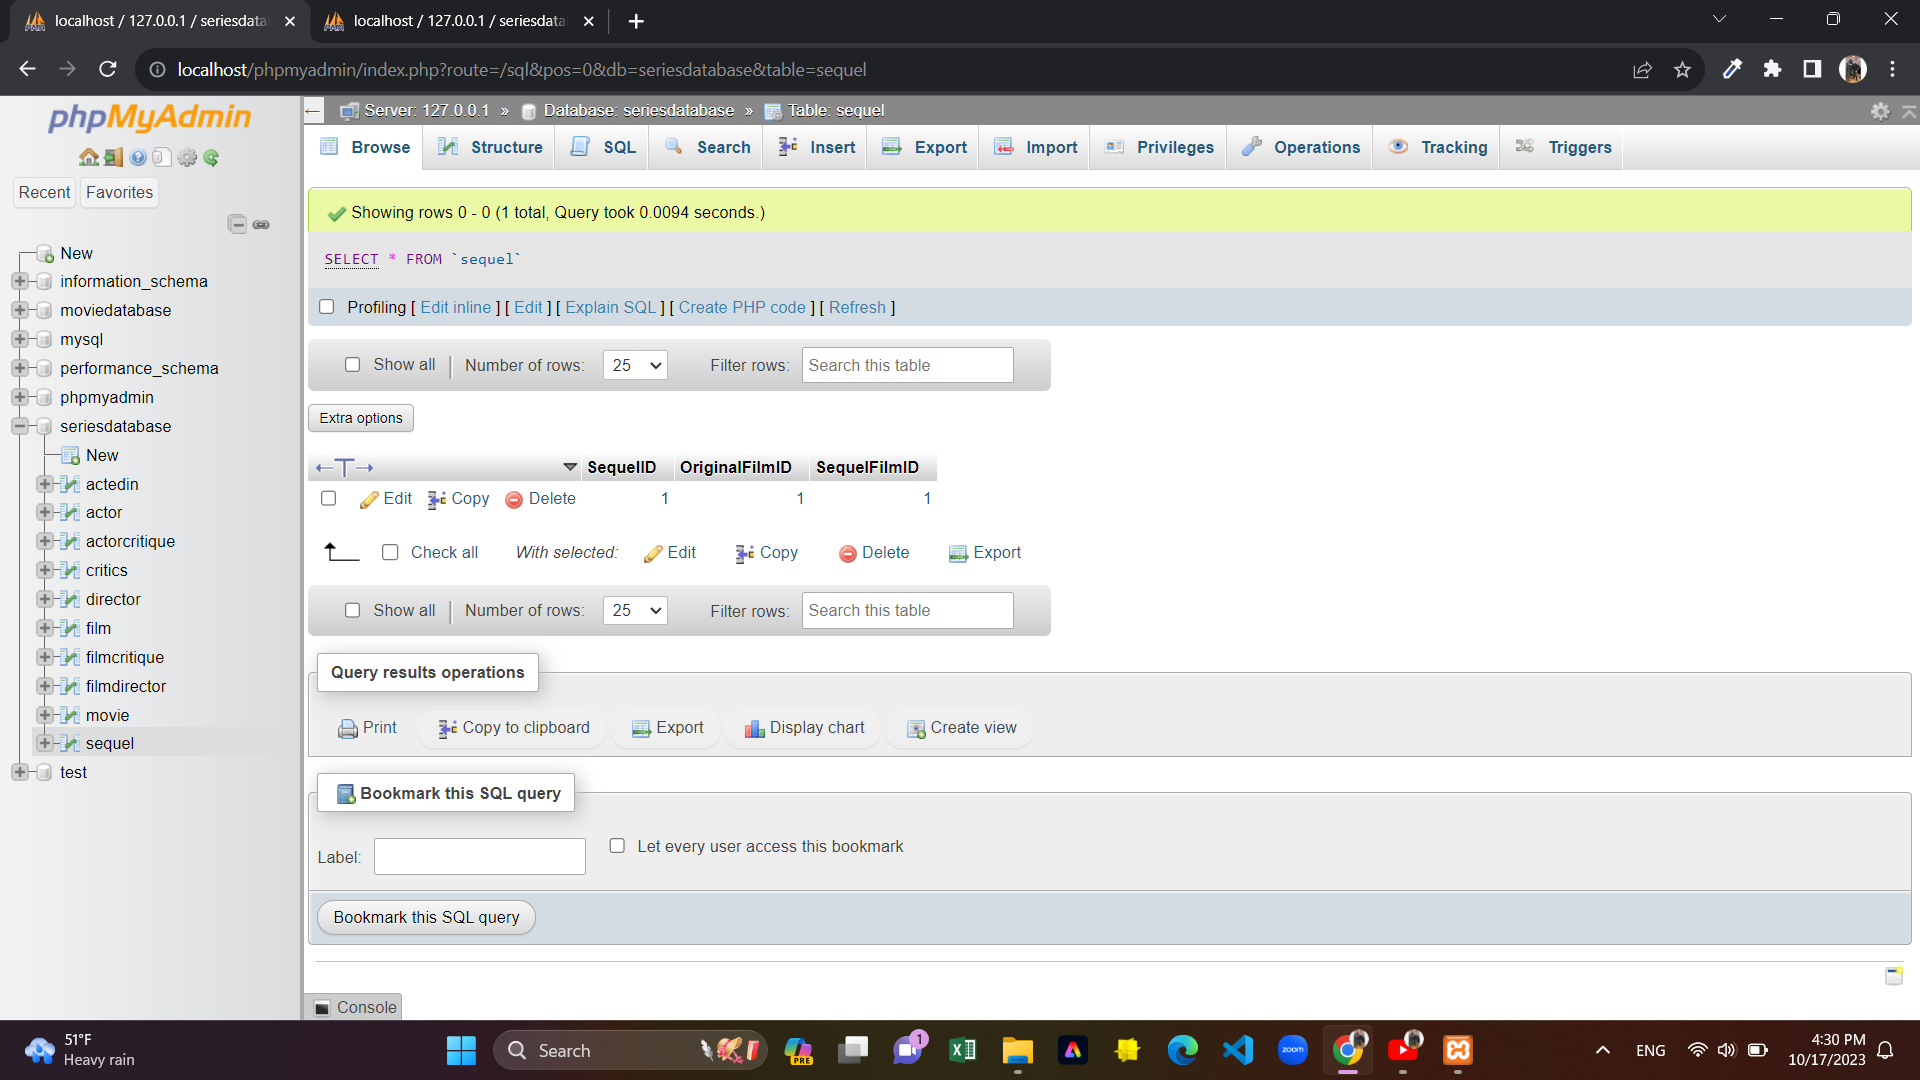 localhost / 127.0.0.1 / seriesdata
localhost / 127.0.0.1 / seriesdata
localhost/phpmyadmin/index.php?route=/sql&pos=0&db=seriesdatabase&table=sequel
phpMyAdmin
Recent
Favorites
New
information_schema
moviedatabase
mysql
performance_schema
phpmyadmin
seriesdatabase
New
actedin
actor
actorcritique
critics
director
film
filmcritique
filmdirector
movie
sequel
test
Server: 127.0.0.1 » Database: seriesdatabase » Table: sequel
Browse Structure SQL Search Insert Export Import Privileges Operations Tracking Triggers
Showing rows 0 - 0 (1 total, Query took 0.0094 seconds.)
SELECT * FROM `sequel`
Profiling [ Edit inline ] [ Edit ] [ Explain SQL ] [ Create PHP code ] [ Refresh ]
Show all Number of rows: 25 Filter rows: Search this table
Extra options
SequelID OriginalFilmID SequelFilmID
Edit Copy Delete 1 1 1
Check all With selected: Edit Copy Delete Export
Show all Number of rows: 25 Filter rows: Search this table
Query results operations
Print Copy to clipboard Export Display chart Create view
Bookmark this SQL query
Label: Let every user access this bookmark
Bookmark this SQL query
Console
51°F
Heavy rain
Search
PRE
1
zoom
ENG
4:30 PM
10/17/2023